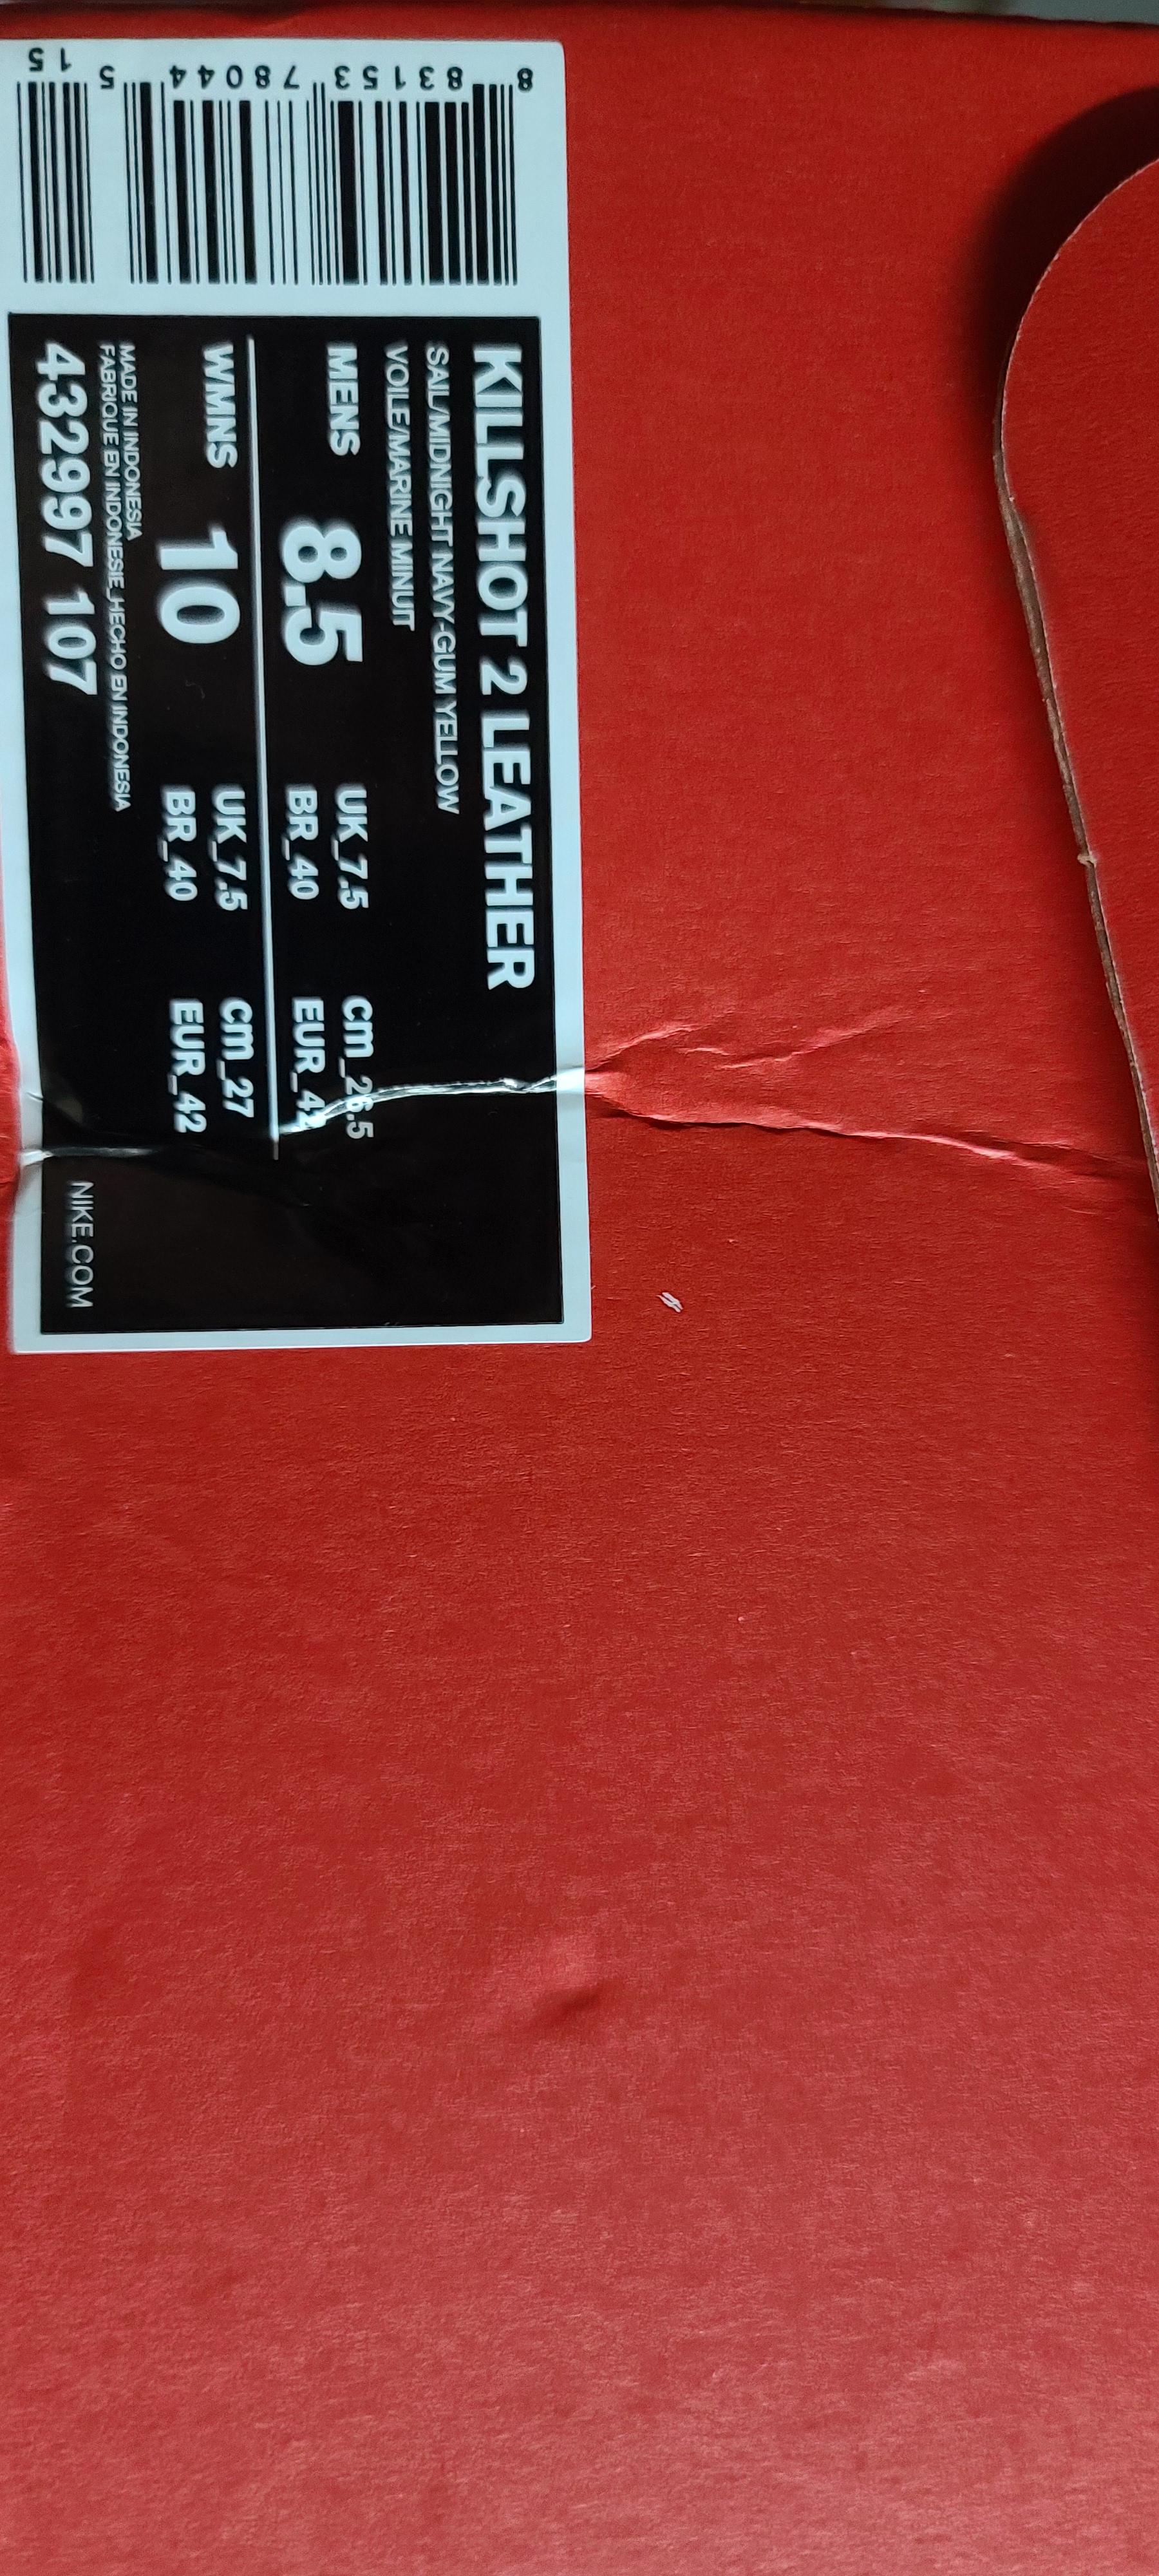 KILLSHOT 2 LEATHER
SAIL/MIDNIGHT NAVY-GUM YELLOW
VOILE/MARINE MINUIT
MENS 8.5 UK_7.5 cm_26.5
BR_40 EUR_42
WMNS 10 UK_7.5 cm_27
BR_40 EUR_42
MADE IN INDONESIA
FABRIQUE EN INDONESIE_HECHO EN INDONESIA
432997 107 NIKE.COM
8 83153 78044 5 15